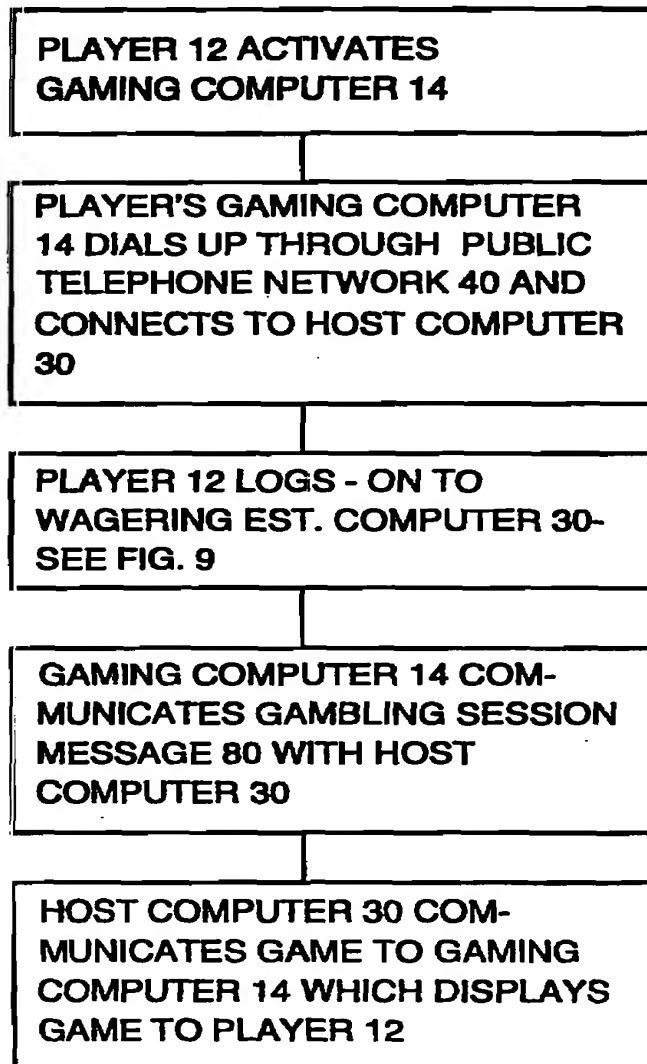 PLAYER 12 ACTIVATES
GAMING COMPUTER 14
PLAYER'S GAMING COMPUTER
14 DIALS UP THROUGH PUBLIC
TELEPHONE NETWORK 40 AND
CONNECTS TO HOST COMPUTER
30
PLAYER 12 LOGS - ON TO
WAGERING EST. COMPUTER 30-
SEE FIG. 9
GAMING COMPUTER 14 COM-
MUNICATES GAMBLING SESSION
MESSAGE 80 WITH HOST
COMPUTER 30
HOST COMPUTER 30 COM-
MUNICATES GAME TO GAMING
COMPUTER 14 WHICH DISPLAYS
GAME TO PLAYER 12